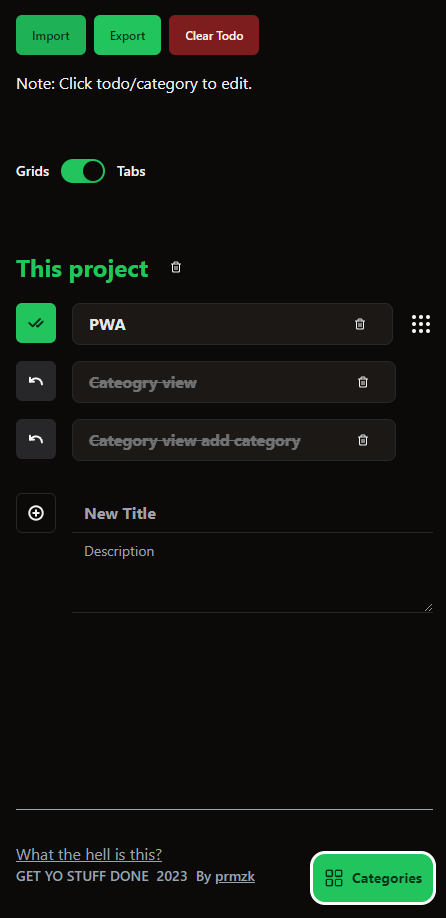 Import Export Clear Todo
Note: Click todo/category to edit.
Grids Tabs
This project
PWA
Cateogry view
Category view add category
New Title
Description
What the hell is this?
GET YO STUFF DONE 2023 By prmzk
Categories